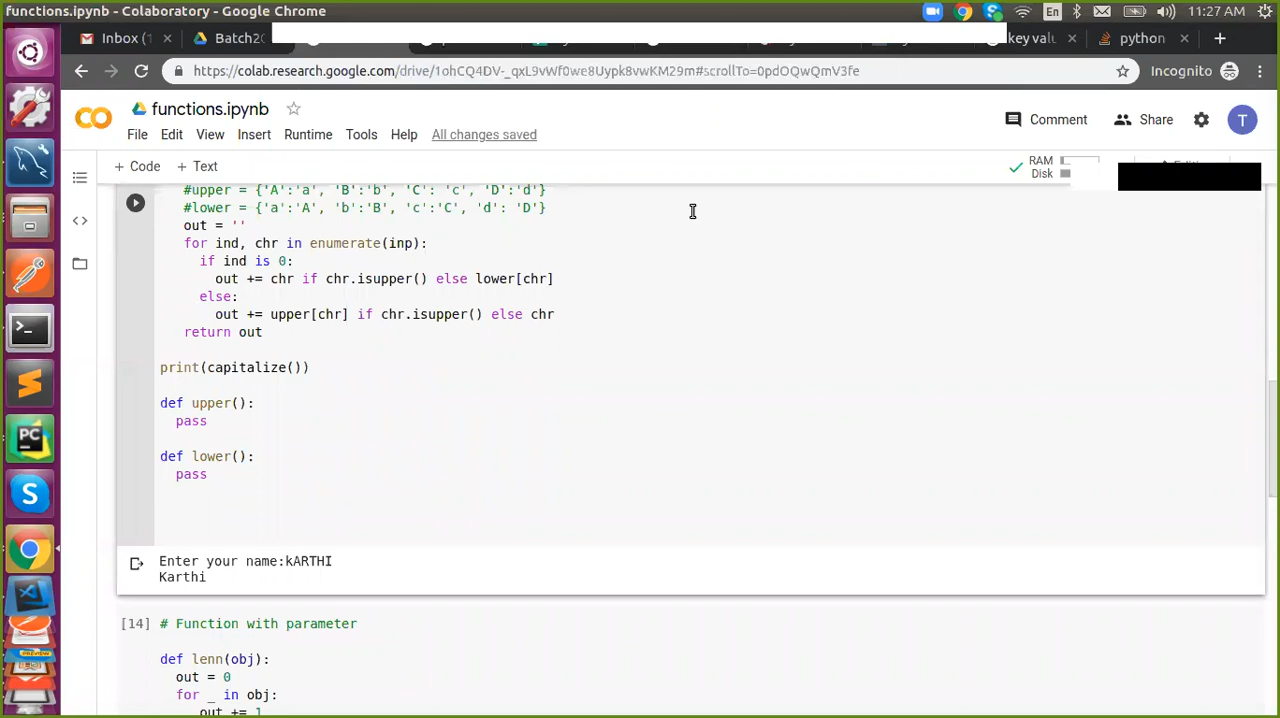 functions.ipynb - Colaboratory - Google Chrome
En
11:27 AM
Inbox (1
Batch2
key valu
python
https://colab.research.google.com/drive/1ohCQ4DV-_qxL9vWf0we8Uypk8vwKM29m#scrollTo=0pdOQwQmV3fe
Incognito
functions.ipynb
File Edit View Insert Runtime Tools Help All changes saved
Comment
Share
T
+ Code + Text
RAM
Disk
#upper = {'A':'a', 'B':'b', 'C': 'c', 'D':'d'}
#lower = {'a':'A', 'b':'B', 'c':'C', 'd': 'D'}
out = ''
for ind, chr in enumerate(inp):
if ind is 0:
out += chr if chr.isupper() else lower[chr]
else:
out += upper[chr] if chr.isupper() else chr
return out
print(capitalize())
def upper():
pass
def lower():
pass
Enter your name:kARTHI
Karthi
[14] # Function with parameter
def lenn(obj):
out = 0
for _ in obj:
out += 1